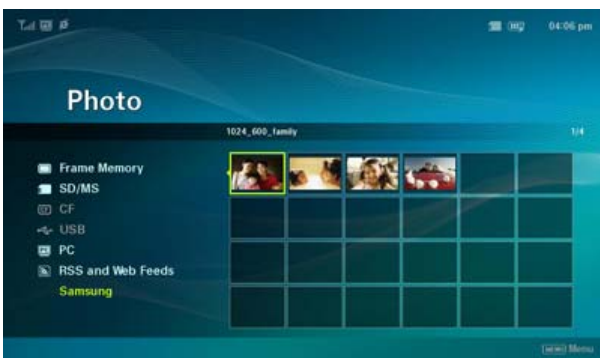 04:06 pm
Photo
1024_600_family
1/4
Frame Memory
SD/MS
CF
USB
PC
RSS and Web Feeds
Samsung
MENU Menu